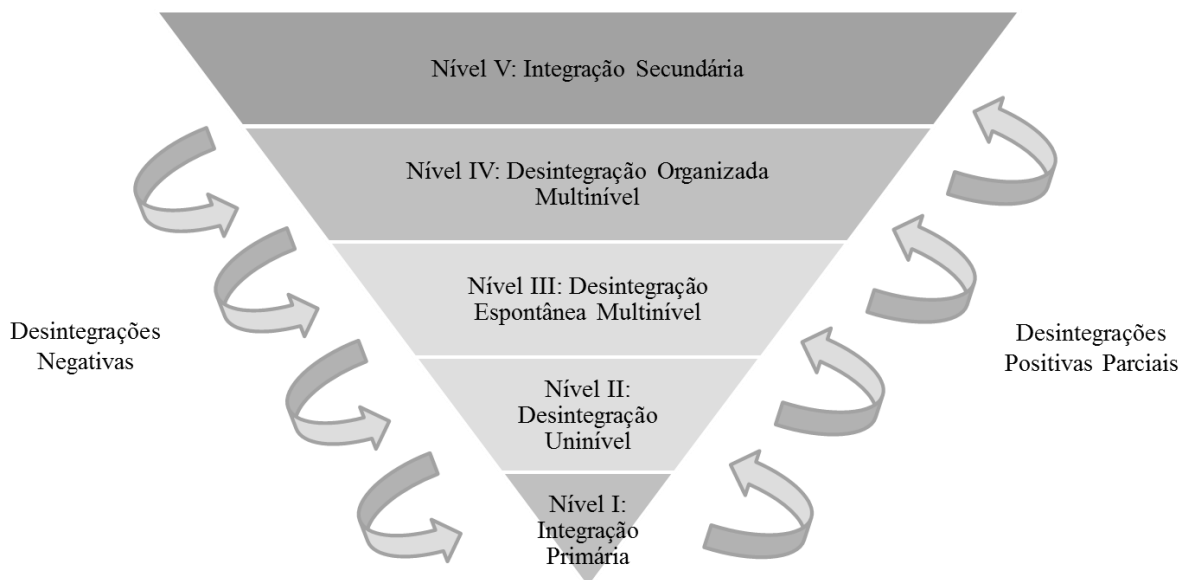 Nível V: Integração Secundária
Nível IV: Desintegração Organizada
Multinível
Nível III: Desintegração
Espontânea Multinível
Desintegrações
Negativas
Desintegrações
Positivas Parciais
Nível II:
Desintegração
Uninível
Nível I:
Integração
Primária